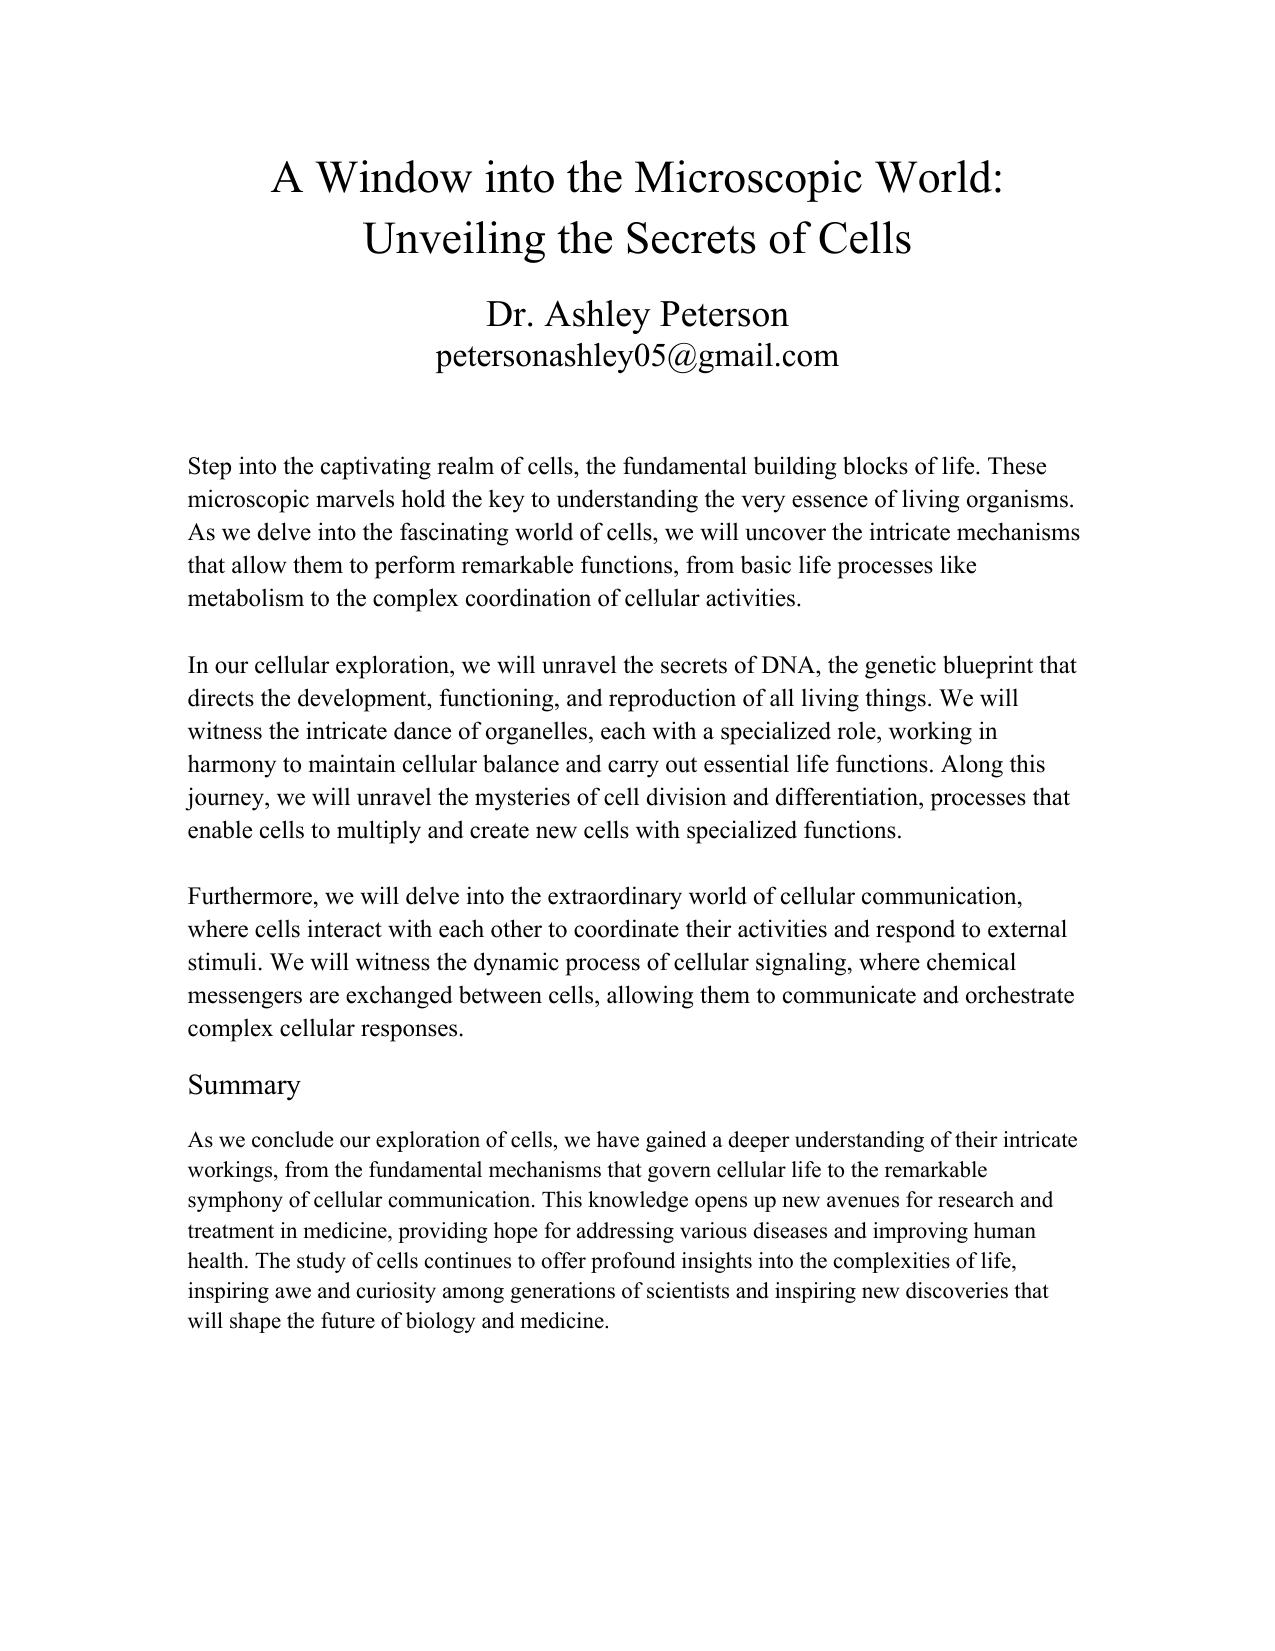 A Window into the Microscopic World:
Unveiling the Secrets of Cells
Dr. Ashley Peterson
petersonashley05@gmail.com
Step into the captivating realm of cells, the fundamental building blocks of life. These
microscopic marvels hold the key to understanding the very essence of living organisms.
As we delve into the fascinating world of cells, we will uncover the intricate mechanisms
that allow them to perform remarkable functions, from basic life processes like
metabolism to the complex coordination of cellular activities.
In our cellular exploration, we will unravel the secrets of DNA, the genetic blueprint that
directs the development, functioning, and reproduction of all living things. We will
witness the intricate dance of organelles, each with a specialized role, working in
harmony to maintain cellular balance and carry out essential life functions. Along this
journey, we will unravel the mysteries of cell division and differentiation, processes that
enable cells to multiply and create new cells with specialized functions.
Furthermore, we will delve into the extraordinary world of cellular communication,
where cells interact with each other to coordinate their activities and respond to external
stimuli. We will witness the dynamic process of cellular signaling, where chemical
messengers are exchanged between cells, allowing them to communicate and orchestrate
complex cellular responses.
Summary
As we conclude our exploration of cells, we have gained a deeper understanding of their intricate
workings, from the fundamental mechanisms that govern cellular life to the remarkable
symphony of cellular communication. This knowledge opens up new avenues for research and
treatment in medicine, providing hope for addressing various diseases and improving human
health. The study of cells continues to offer profound insights into the complexities of life,
inspiring awe and curiosity among generations of scientists and inspiring new discoveries that
will shape the future of biology and medicine.